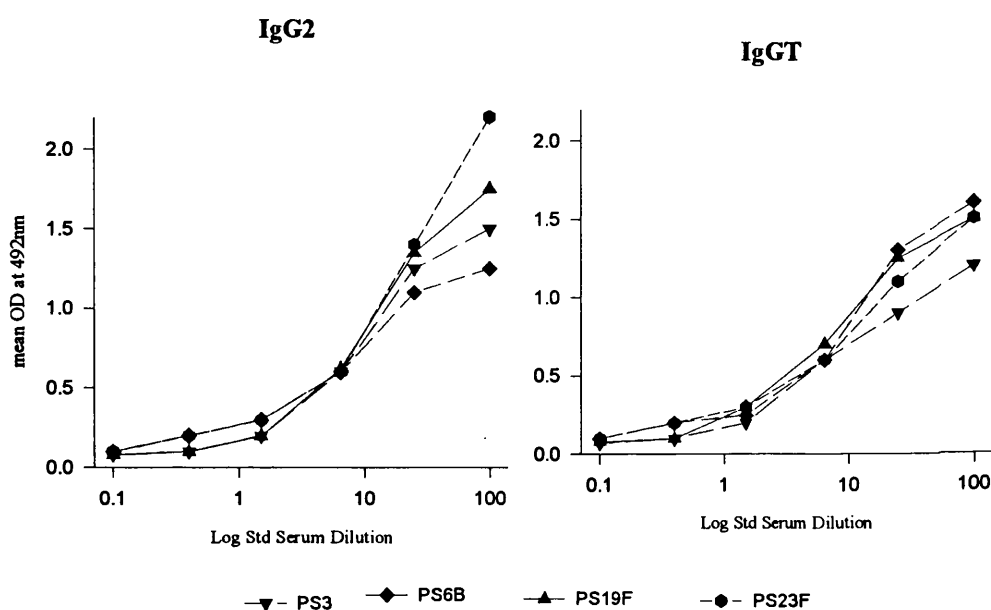 IgG2
IgGT
mean OD at 492nm
2.0
1.5
1.0
0.5
0.0
0.1
1
10
100
Log Std Serum Dilution
2.0
1.5
1.0
0.5
0.0
0.1
1
10
100
Log Std Serum Dilution
PS3
PS6B
PS19F
PS23F